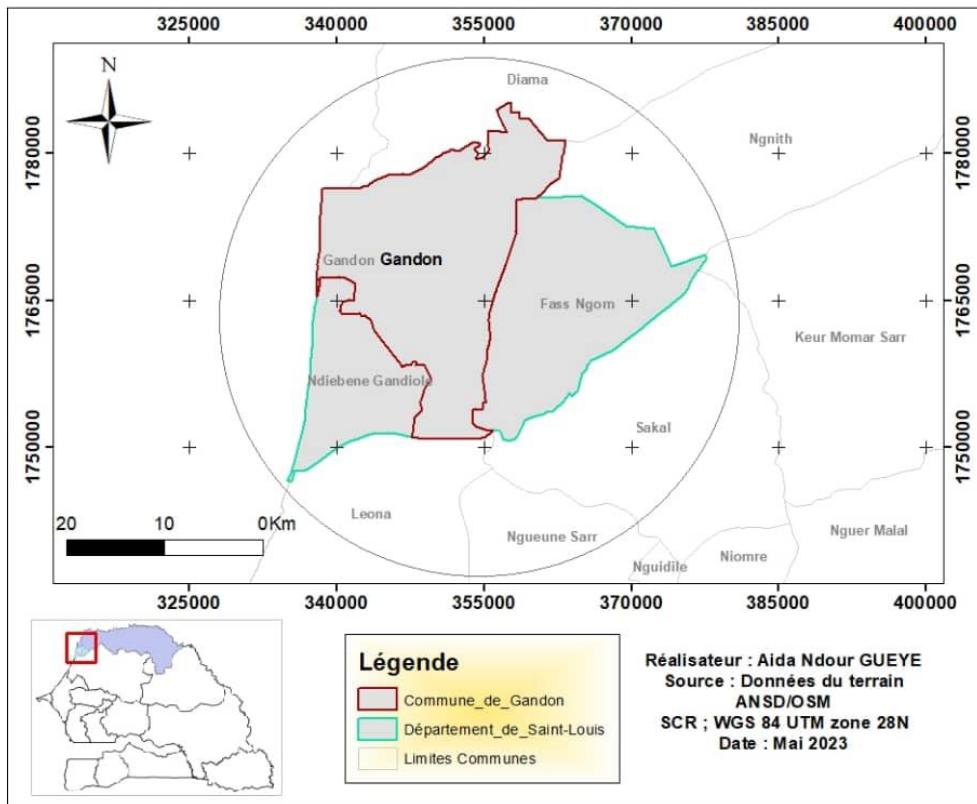 325000 340000 355000 370000 385000 400000
N
Diama
Ngnith
1780000 1780000
Gandon Gandon
1765000 1765000
Fass Ngom
Keur Momar Sarr
Ndiebene Gandiole
Sakal
1750000 1750000
Leona
20 10 0Km
Ngueune Sarr
Nguer Malal
Niomre
Nguidile
325000 340000 355000 370000 385000 400000
Légende
Commune_de_Gandon
Département_de_Saint-Louis
Limites Communes
Réalisateur : Aida Ndour GUEYE
Source : Données du terrain
ANSD/OSM
SCR ; WGS 84 UTM zone 28N
Date : Mai 2023